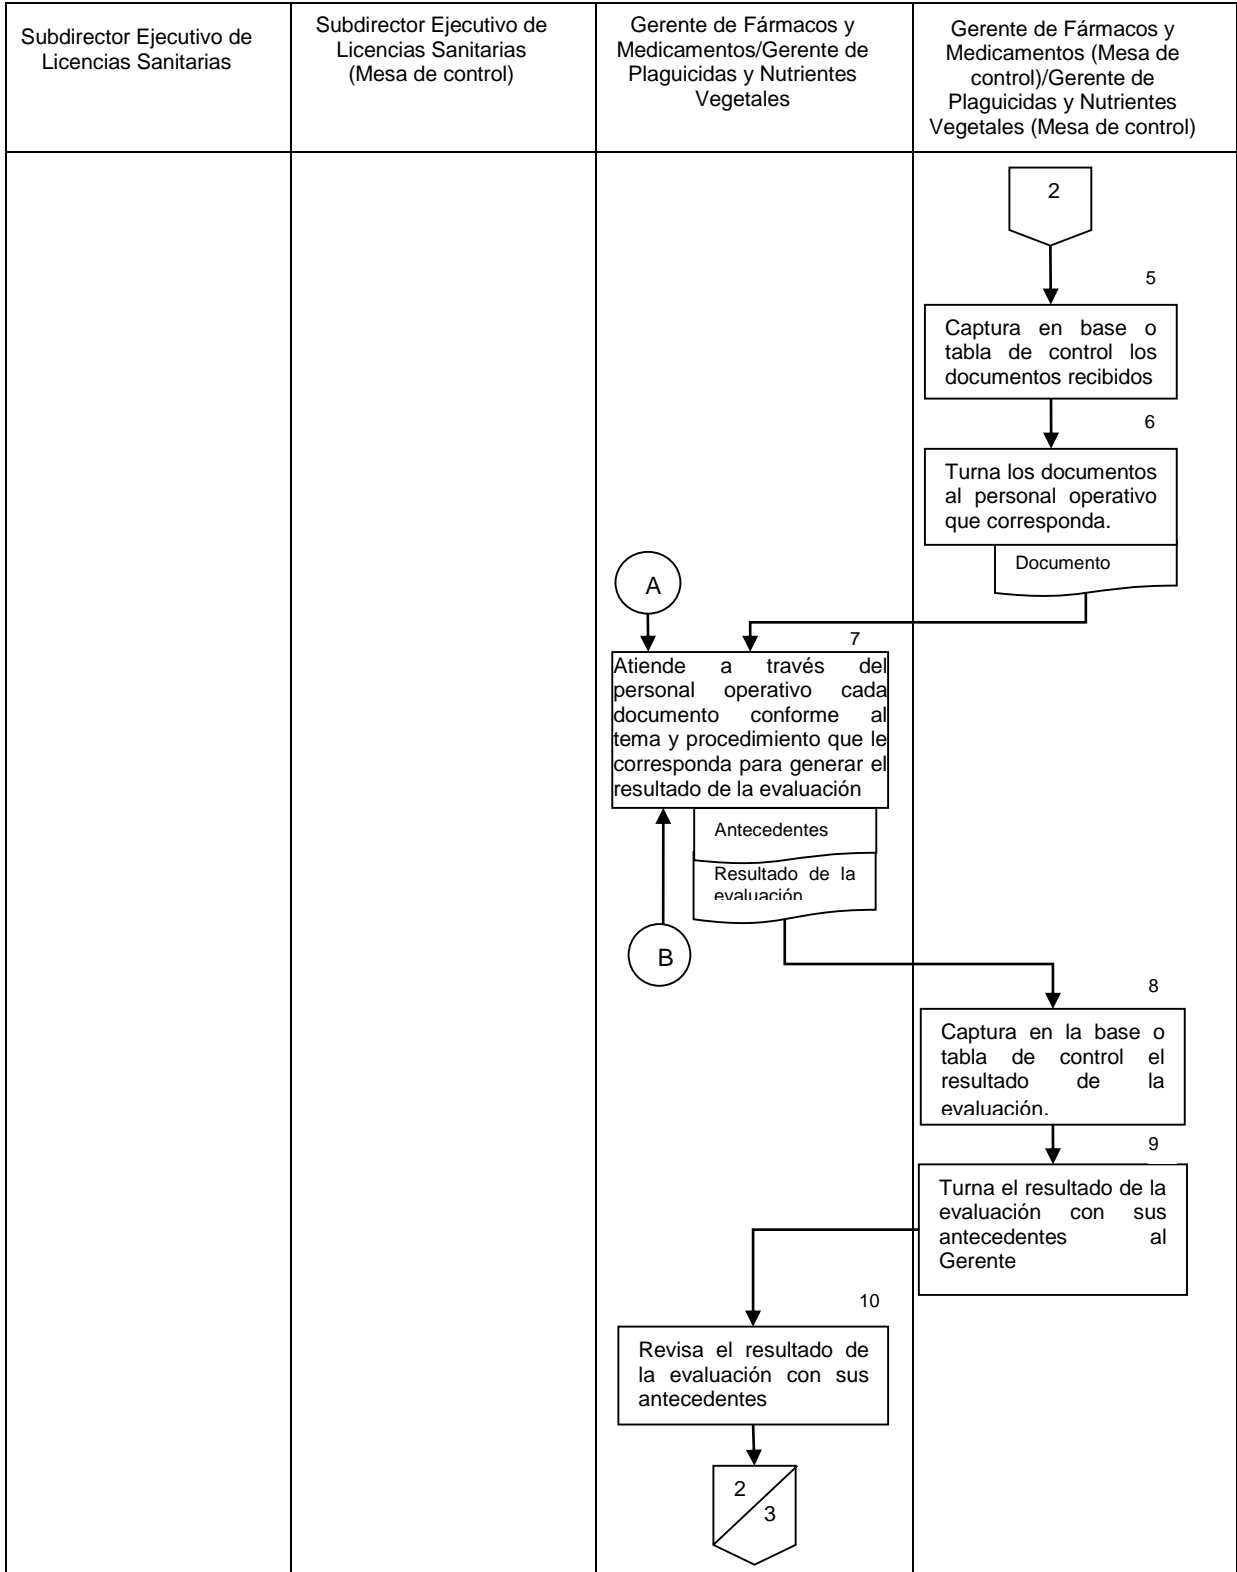 Subdirector Ejecutivo de
Licencias Sanitarias
Subdirector Ejecutivo de
Licencias Sanitarias
(Mesa de control)
Gerente de Fármacos y
Medicamentos/Gerente de
Plaguicidas y Nutrientes
Vegetales
Gerente de Fármacos y
Medicamentos (Mesa de
control)/Gerente de
Plaguicidas y Nutrientes
Vegetales (Mesa de control)
2
5
Captura en base o
tabla de control los
documentos recibidos
6
Turna los documentos
al personal operativo
que corresponda.
Documento
A
7
Atiende a través del
personal operativo cada
documento conforme al
tema y procedimiento que le
corresponda para generar el
resultado de la evaluación
Antecedentes
Resultado de la
evaluación
B
8
Captura en la base o
tabla de control el
resultado de la
evaluación.
9
Turna el resultado de la
evaluación con sus
antecedentes al
Gerente
10
Revisa el resultado de
la evaluación con sus
antecedentes
2
3